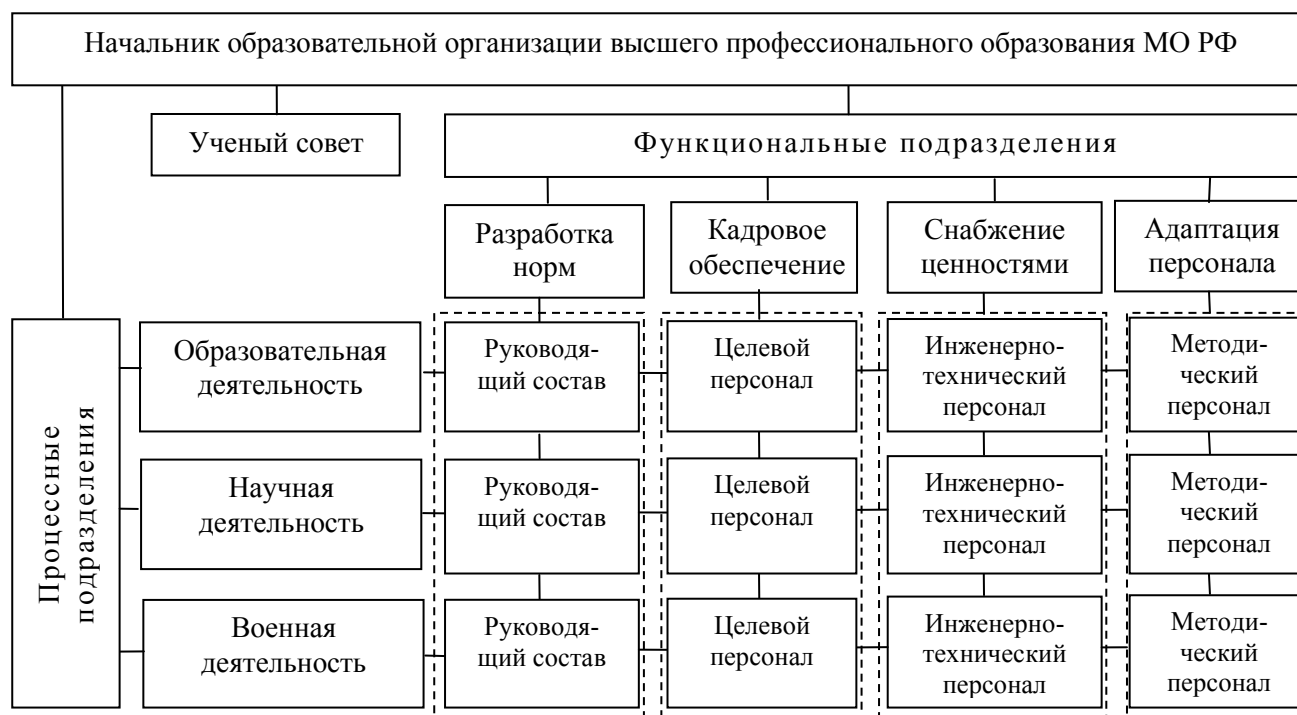 Начальник образовательной организации высшего профессионального образования МО РФ
Ученый совет
Функциональные подразделения
Разработка
норм
Кадровое
обеспечение
Снабжение
ценностями
Адаптация
персонала
Процессные
подразделения
Образовательная
деятельность
Руководя-
щий состав
Целевой
персонал
Инженерно-
технический
персонал
Методи-
ческий
персонал
Научная
деятельность
Руководя-
щий состав
Целевой
персонал
Инженерно-
технический
персонал
Методи-
ческий
персонал
Военная
деятельность
Руководя-
щий состав
Целевой
персонал
Инженерно-
технический
персонал
Методи-
ческий
персонал